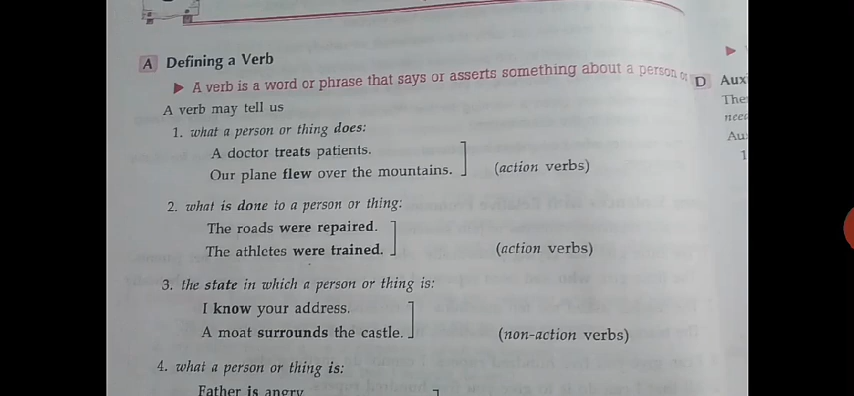 A Defining a Verb
▶ A verb is a word or phrase that says or asserts something about a person or
A verb may tell us
1. what a person or thing does:
A doctor treats patients.
Our plane flew over the mountains.
(action verbs)
2. what is done to a person or thing:
The roads were repaired.
The athletes were trained.
(action verbs)
3. the state in which a person or thing is:
I know your address.
A moat surrounds the castle.
(non-action verbs)
4. what a person or thing is:
Father is angry
D Aux
1